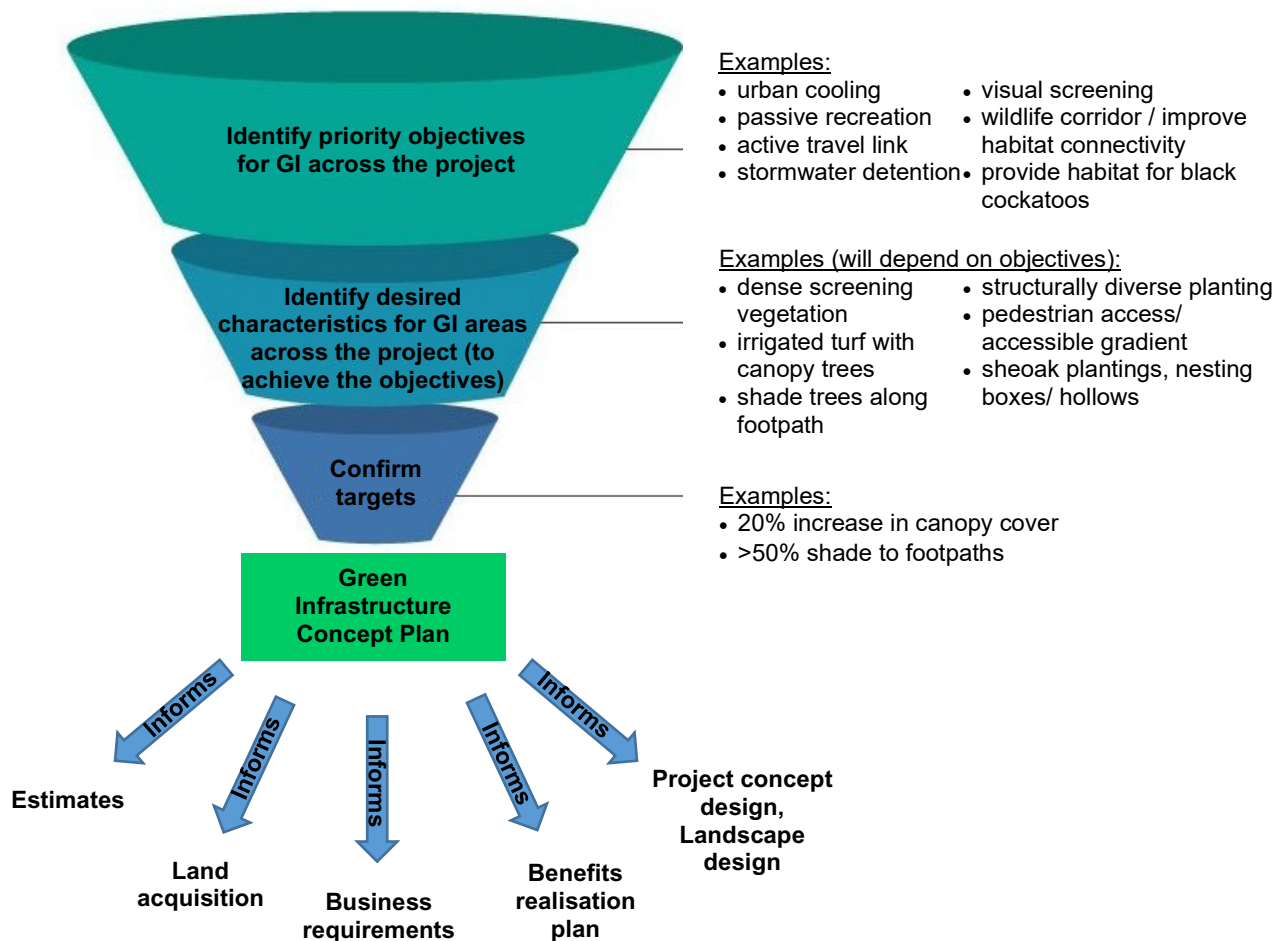 Identify priority objectives
for GI across the project
Examples:
• urban cooling
• passive recreation
• active travel link
• stormwater detention
• visual screening
• wildlife corridor / improve
habitat connectivity
• provide habitat for black
cockatoos
Identify desired
characteristics for GI areas
across the project (to
achieve the objectives)
Examples (will depend on objectives):
• dense screening
vegetation
• irrigated turf with
canopy trees
• shade trees along
footpath
• structurally diverse planting
• pedestrian access/
accessible gradient
• sheoak plantings, nesting
boxes/ hollows
Confirm
targets
Examples:
• 20% increase in canopy cover
• >50% shade to footpaths
Green
Infrastructure
Concept Plan
Informs
Informs
Informs
Informs
Informs
Estimates
Land
acquisition
Business
requirements
Benefits
realisation
plan
Project concept
design,
Landscape
design